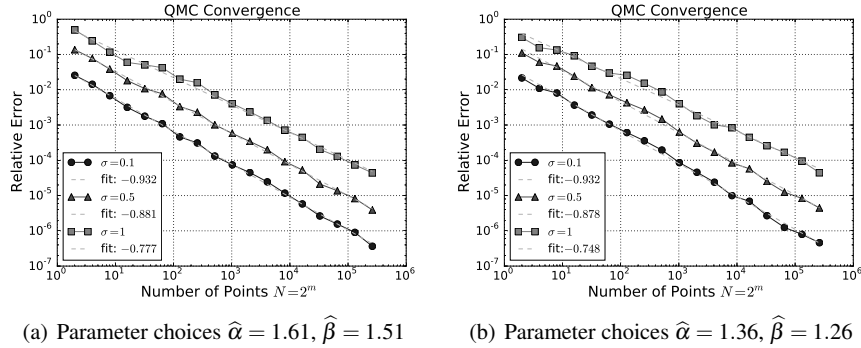 QMC Convergence
10^0
10^-1
10^-2
10^-3
10^-4
10^-5
10^-6
10^-7
Relative Error
σ=0.1
fit: −0.932
σ=0.5
fit: −0.881
σ=1
fit: −0.777
10^0 10^1 10^2 10^3 10^4 10^5 10^6
Number of Points N=2^m
(a) Parameter choices α̂ = 1.61, β̂ = 1.51
QMC Convergence
10^0
10^-1
10^-2
10^-3
10^-4
10^-5
10^-6
10^-7
Relative Error
σ=0.1
fit: −0.932
σ=0.5
fit: −0.878
σ=1
fit: −0.748
10^0 10^1 10^2 10^3 10^4 10^5 10^6
Number of Points N=2^m
(b) Parameter choices α̂ = 1.36, β̂ = 1.26